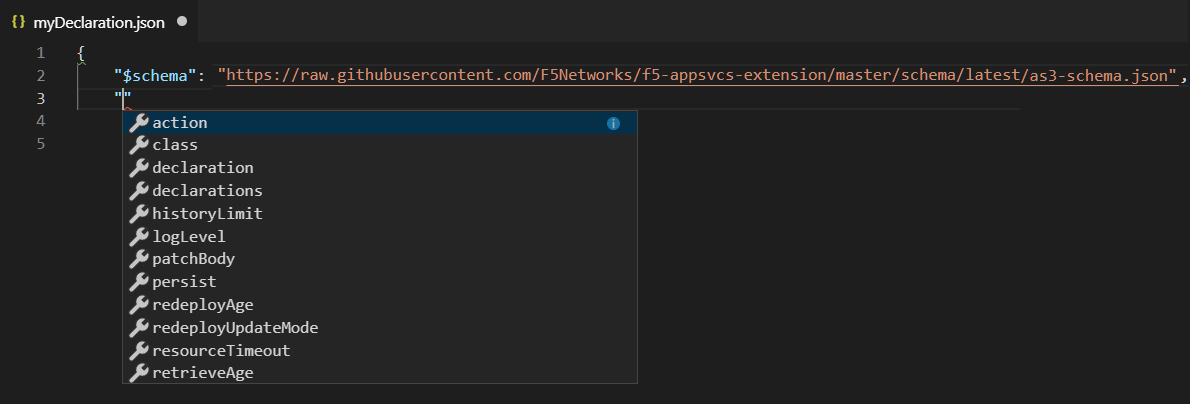 {} myDeclaration.json ●
1 {
2 "$schema": "https://raw.githubusercontent.com/F5Networks/f5-appsvcs-extension/master/schema/latest/as3-schema.json",
3 ""
4
5
action
class
declaration
declarations
historyLimit
logLevel
patchBody
persist
redeployAge
redeployUpdateMode
resourceTimeout
retrieveAge